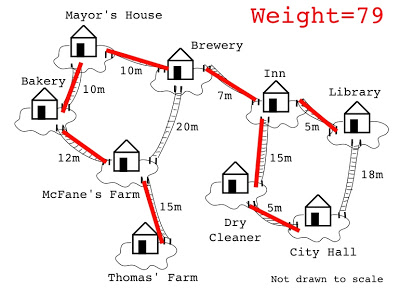 Mayor's House
Weight=79
Brewery
10m
Bakery
10m
Inn
7m
Library
5m
20m
12m
15m
18m
McFane's Farm
15m
5m
Dry
Cleaner
City Hall
Thomas' Farm
Not drawn to scale